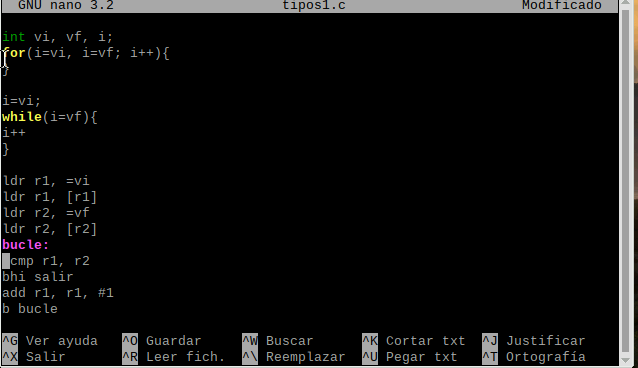 GNU nano 3.2 tipos1.c Modificado
int vi, vf, i;
for(i=vi, i=vf; i++){
}
i=vi;
while(i=vf){
i++
}
ldr r1, =vi
ldr r1, [r1]
ldr r2, =vf
ldr r2, [r2]
bucle:
cmp r1, r2
bhi salir
add r1, r1, #1
b bucle
^G Ver ayuda ^O Guardar ^W Buscar ^K Cortar txt ^J Justificar
^X Salir ^R Leer fich. ^\ Reemplazar ^U Pegar txt ^T Ortografía